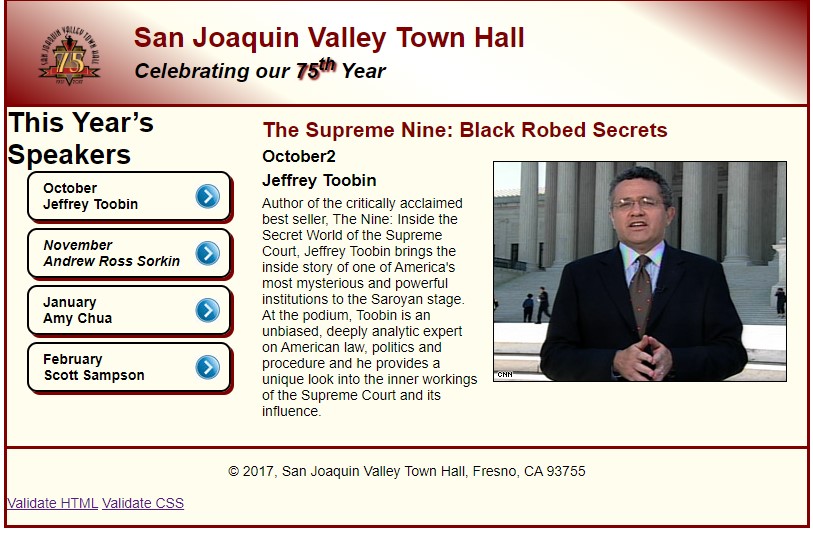 SAN JOAQUIN VALLEY TOWN HALL
75
San Joaquin Valley Town Hall
Celebrating our 75th Year
This Year’s
Speakers
October
Jeffrey Toobin
November
Andrew Ross Sorkin
January
Amy Chua
February
Scott Sampson
The Supreme Nine: Black Robed Secrets
October2
Jeffrey Toobin
Author of the critically acclaimed
best seller, The Nine: Inside the
Secret World of the Supreme
Court, Jeffrey Toobin brings the
inside story of one of America's
most mysterious and powerful
institutions to the Saroyan stage.
At the podium, Toobin is an
unbiased, deeply analytic expert
on American law, politics and
procedure and he provides a
unique look into the inner workings
of the Supreme Court and its
influence.
CNN
© 2017, San Joaquin Valley Town Hall, Fresno, CA 93755
Validate HTML Validate CSS